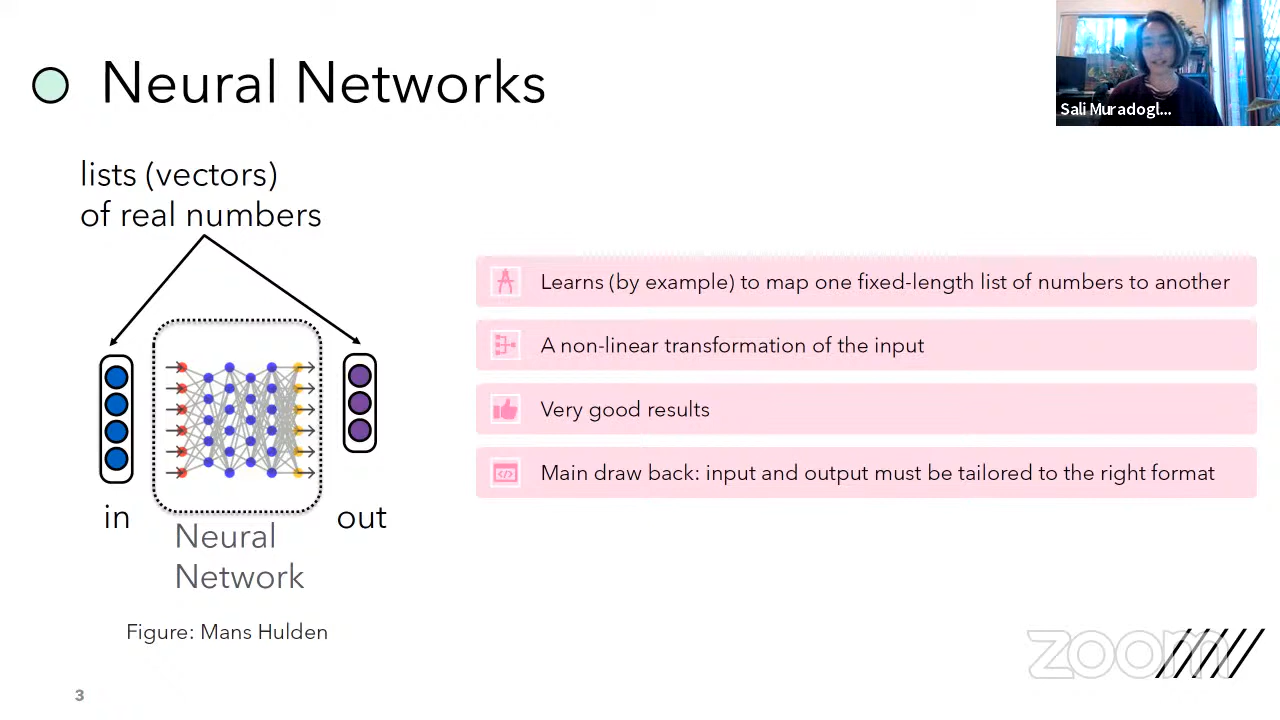 Neural Networks
Sali Muradogl...
lists (vectors)
of real numbers
Learns (by example) to map one fixed-length list of numbers to another
A non-linear transformation of the input
Very good results
Main draw back: input and output must be tailored to the right format
in
out
Neural
Network
Figure: Mans Hulden
zoom
3